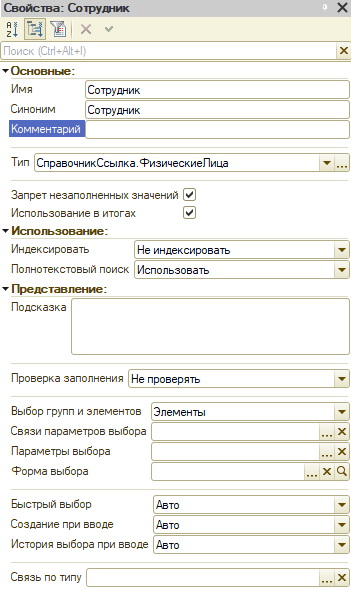 Свойства: Сотрудник
Поиск (Ctrl+Alt+I)
Основные:
Имя Сотрудник
Синоним Сотрудник
Комментарий
Тип СправочникСсылка.ФизическиеЛица ...
Запрет незаполненных значений
Использование в итогах
Использование:
Индексировать Не индексировать
Полнотекстовый поиск Использовать
Представление:
Подсказка
Проверка заполнения Не проверять
Выбор групп и элементов Элементы
Связи параметров выбора ...
Параметры выбора ...
Форма выбора ...
Быстрый выбор Авто
Создание при вводе Авто
История выбора при вводе Авто
Связь по типу ...